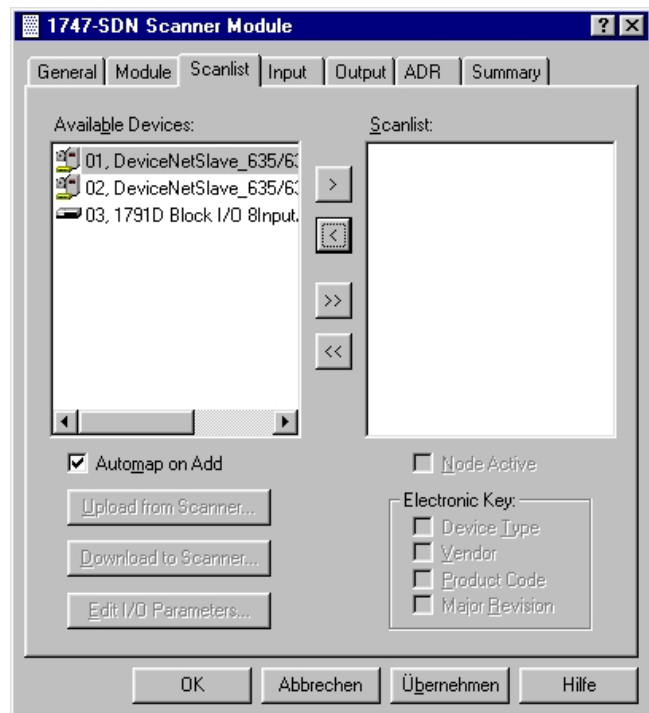 1747-SDN Scanner Module
General Module Scanlist Input Output ADR Summary
Available Devices:
Scanlist:
01, DeviceNetSlave_635/6
02, DeviceNetSlave_635/6
03, 1791D Block I/O 8Input.
>
<
>>
<<
Automap on Add
Node Active
Upload from Scanner...
Download to Scanner...
Edit I/O Parameters...
Electronic Key:
Device Type
Vendor
Product Code
Major Revision
OK Abbrechen Übernehmen Hilfe